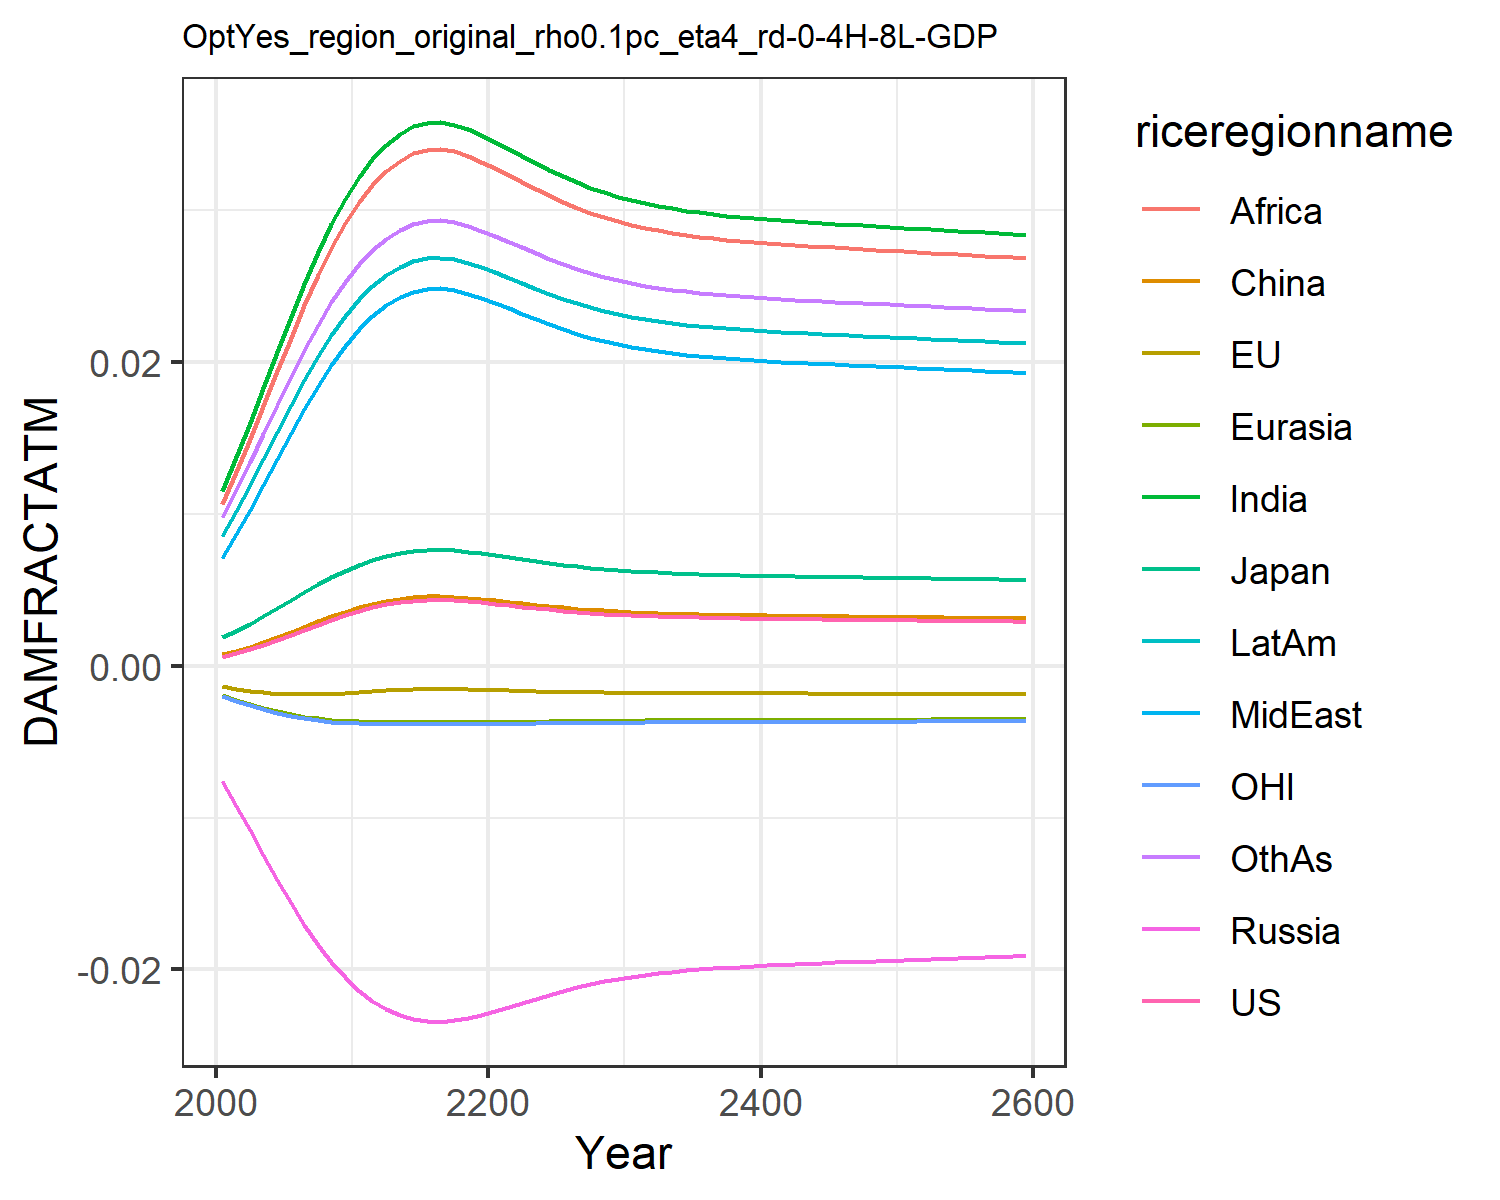 OptYes_region_original_rho0.1pc_eta4_rd-0-4H-8L-GDP
DAMFRACTATM
0.02
0.00
-0.02
2000 2200 2400 2600
Year
riceregionname
Africa
China
EU
Eurasia
India
Japan
LatAm
MidEast
OHI
OthAs
Russia
US